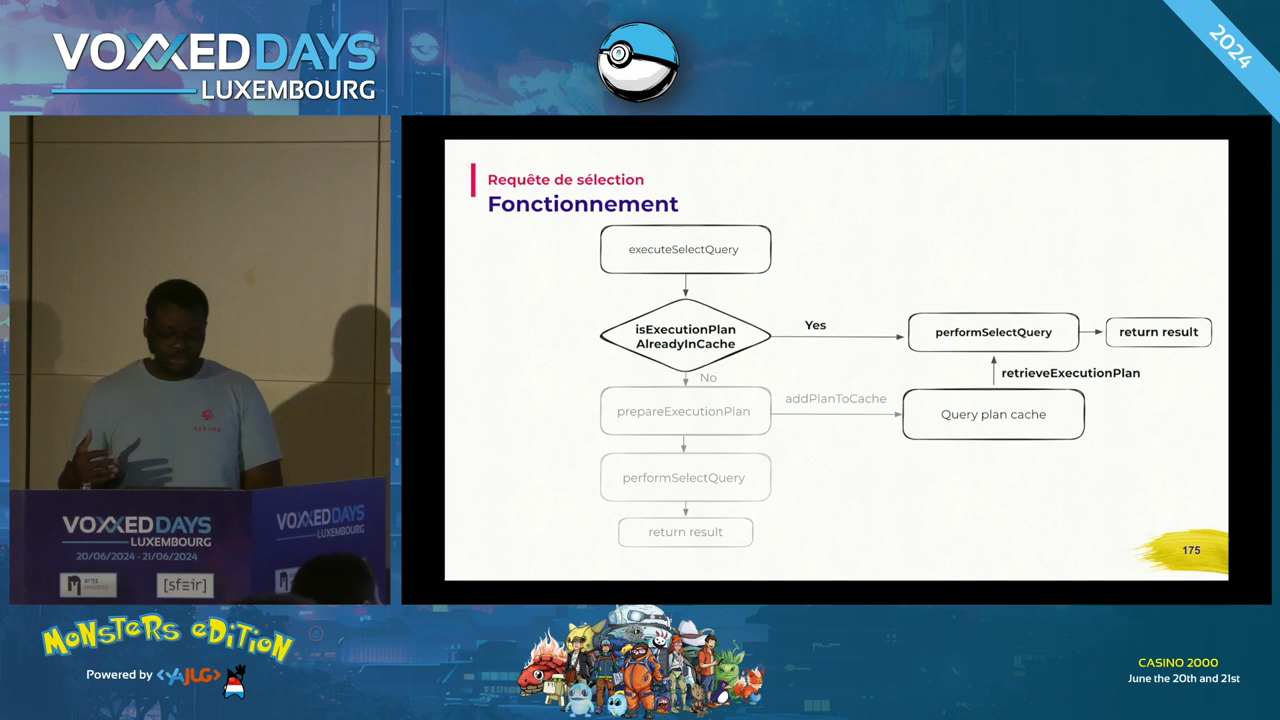 VOXXEDDAYS
LUXEMBOURG
2024
Requête de sélection
Fonctionnement
executeSelectQuery
isExecutionPlan
AlreadyInCache
Yes
performSelectQuery
return result
retrieveExecutionPlan
No
prepareExecutionPlan
addPlanToCache
Query plan cache
performSelectQuery
return result
175
takima
VOXXEDDAYS
LUXEMBOURG
20/06/2024 - 21/06/2024
[sfeir]
VOXXEDDAYS
LUXEMBOURG
MONSTERS EDITION
Powered by <YAJUG>
CASINO 2000
June the 20th and 21st